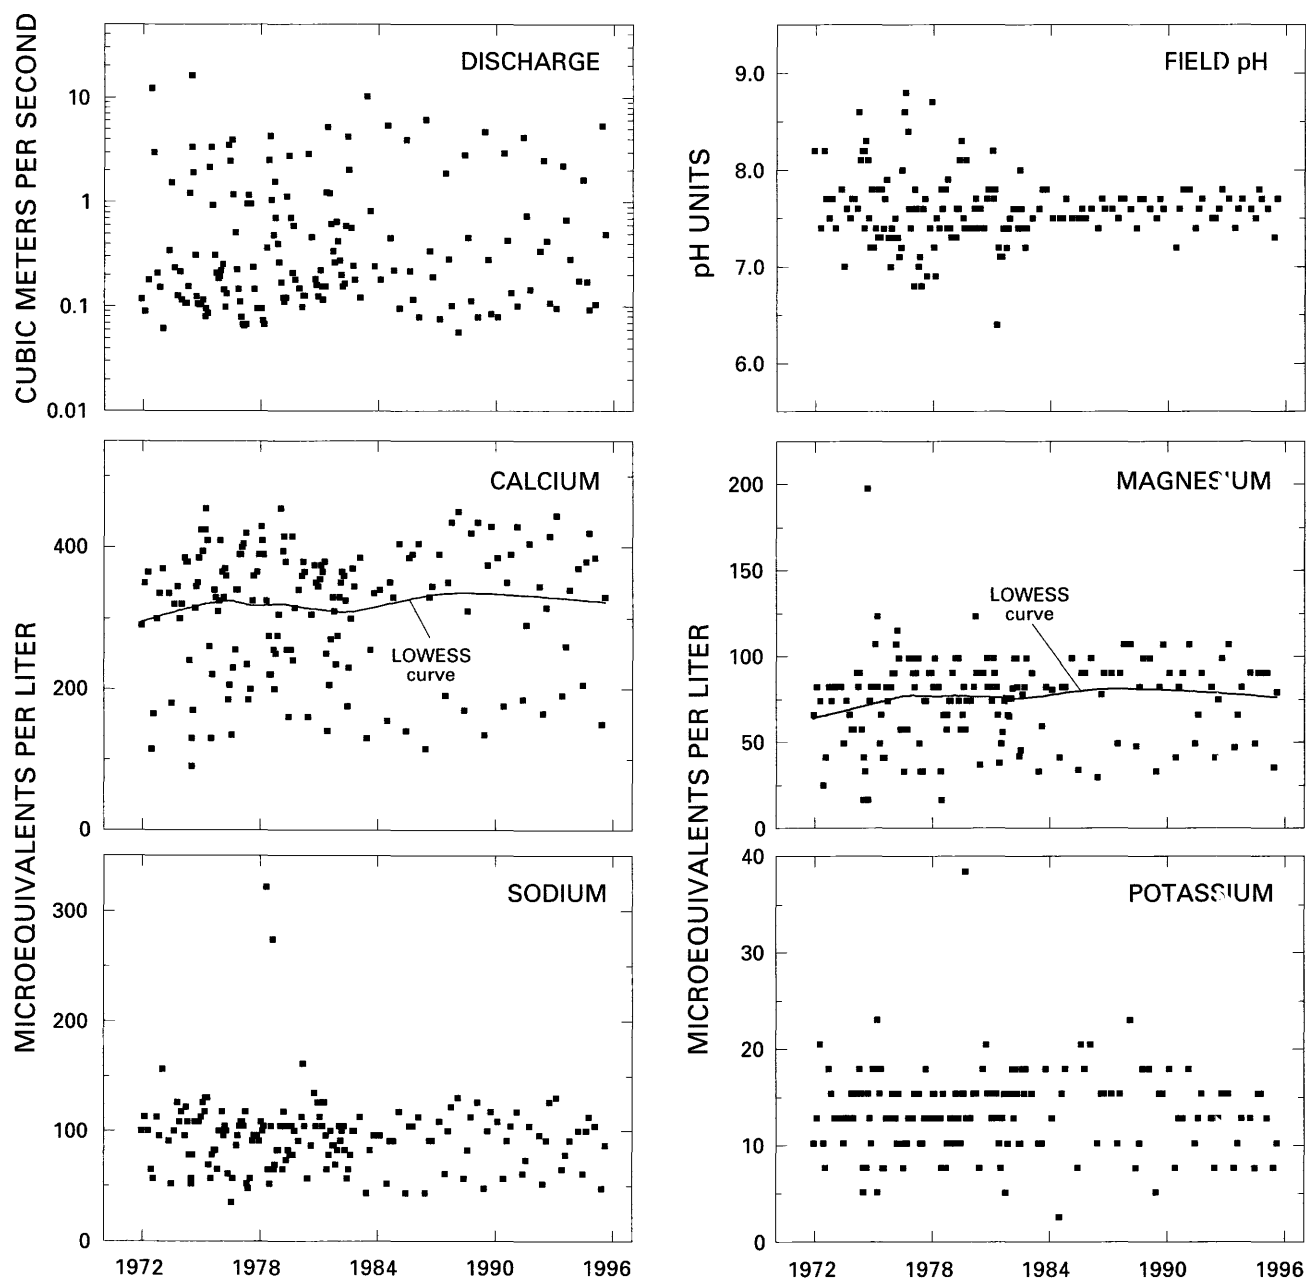 CUBIC METERS PER SECOND
DISCHARGE
10
1
0.1
0.01
pH UNITS
FIELD pH
9.0
8.0
7.0
6.0
MICROEQUIVALENTS PER LITER
CALCIUM
400
200
0
LOWESS
curve
MICROEQUIVALENTS PER LITER
MAGNESIUM
200
150
100
50
0
LOWESS
curve
SODIUM
300
200
100
0
1972 1978 1984 1990 1996
POTASSIUM
40
30
20
10
0
1972 1978 1984 1990 1996